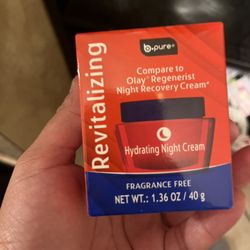 b·pure+
Revitalizing
Compare to
Olay® Regenerist
Night Recovery Cream*
Hydrating Night Cream
FRAGRANCE FREE
NET WT.: 1.36 OZ / 40 g